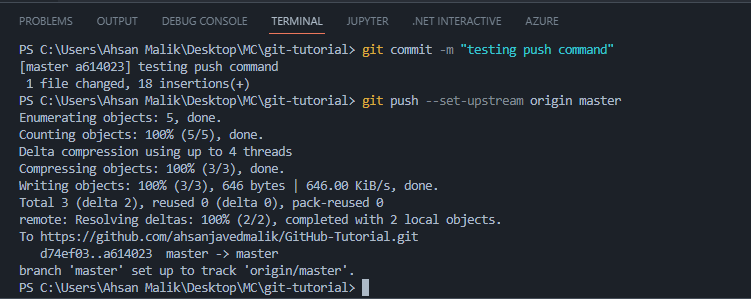 PROBLEMS OUTPUT DEBUG CONSOLE TERMINAL JUPYTER .NET INTERACTIVE AZURE
PS C:\Users\Ahsan Malik\Desktop\MC\git-tutorial> git commit -m "testing push command"
[master a614023] testing push command
 1 file changed, 18 insertions(+)
PS C:\Users\Ahsan Malik\Desktop\MC\git-tutorial> git push --set-upstream origin master
Enumerating objects: 5, done.
Counting objects: 100% (5/5), done.
Delta compression using up to 4 threads
Compressing objects: 100% (3/3), done.
Writing objects: 100% (3/3), 646 bytes | 646.00 KiB/s, done.
Total 3 (delta 2), reused 0 (delta 0), pack-reused 0
remote: Resolving deltas: 100% (2/2), completed with 2 local objects.
To https://github.com/ahsanjavedmalik/GitHub-Tutorial.git
   d74ef03..a614023  master -> master
branch 'master' set up to track 'origin/master'.
PS C:\Users\Ahsan Malik\Desktop\MC\git-tutorial>